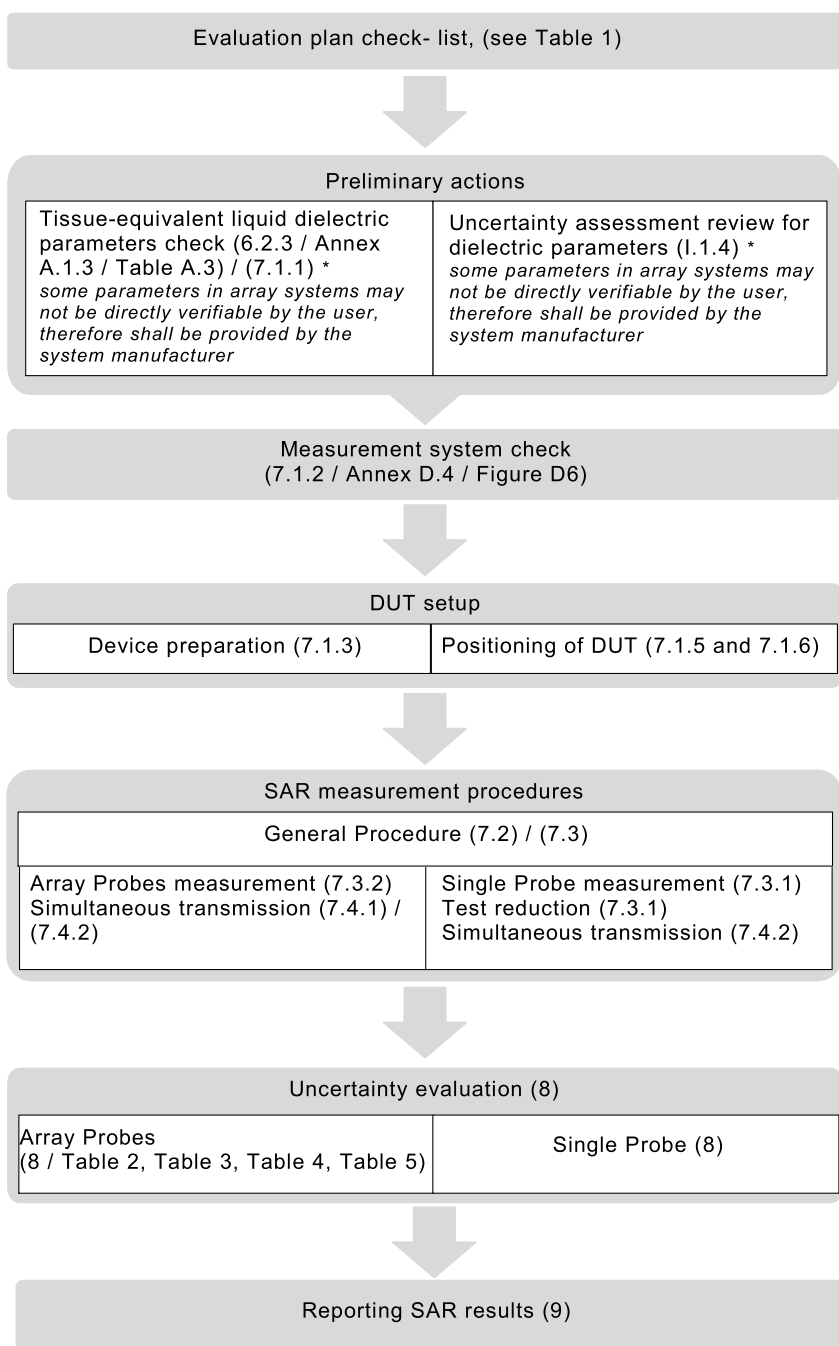 Evaluation plan check- list, (see Table 1)
Preliminary actions
Tissue-equivalent liquid dielectric
parameters check (6.2.3 / Annex
A.1.3 / Table A.3) / (7.1.1) *
some parameters in array systems may
not be directly verifiable by the user,
therefore shall be provided by the
system manufacturer
Uncertainty assessment review for
dielectric parameters (I.1.4) *
some parameters in array systems may
not be directly verifiable by the user,
therefore shall be provided by the
system manufacturer
Measurement system check
(7.1.2 / Annex D.4 / Figure D6)
DUT setup
Device preparation (7.1.3)
Positioning of DUT (7.1.5 and 7.1.6)
SAR measurement procedures
General Procedure (7.2) / (7.3)
Array Probes measurement (7.3.2)
Simultaneous transmission (7.4.1) /
(7.4.2)
Single Probe measurement (7.3.1)
Test reduction (7.3.1)
Simultaneous transmission (7.4.2)
Uncertainty evaluation (8)
Array Probes
(8 / Table 2, Table 3, Table 4, Table 5)
Single Probe (8)
Reporting SAR results (9)